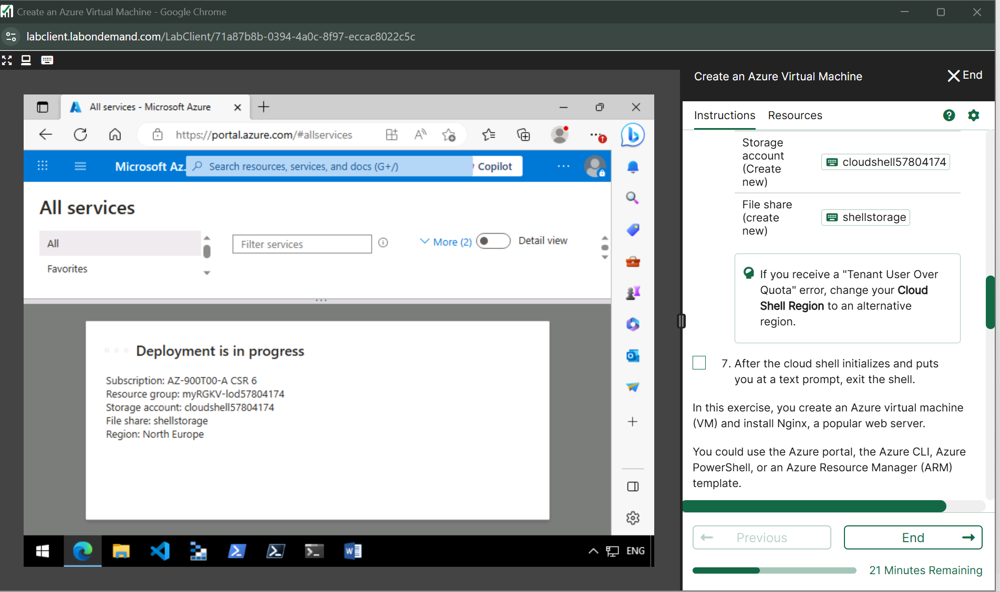 Create an Azure Virtual Machine - Google Chrome
labclient.labondemand.com/LabClient/71a87b8b-0394-4a0c-8f97-eccac8022c5c
All services - Microsoft Azure
https://portal.azure.com/#allservices
Microsoft Az.
Search resources, services, and docs (G+/)
Copilot
All services
All
Favorites
Filter services
More (2)
Detail view
Deployment is in progress
Subscription: AZ-900T00-A CSR 6
Resource group: myRGKV-lod57804174
Storage account: cloudshell57804174
File share: shellstorage
Region: North Europe
ENG
Create an Azure Virtual Machine
End
Instructions
Resources
Storage
account
(Create
new)
cloudshell57804174
File share
(create
new)
shellstorage
If you receive a "Tenant User Over
Quota" error, change your Cloud
Shell Region to an alternative
region.
7. After the cloud shell initializes and puts
you at a text prompt, exit the shell.
In this exercise, you create an Azure virtual machine
(VM) and install Nginx, a popular web server.
You could use the Azure portal, the Azure CLI, Azure
PowerShell, or an Azure Resource Manager (ARM)
template.
Previous
End
21 Minutes Remaining